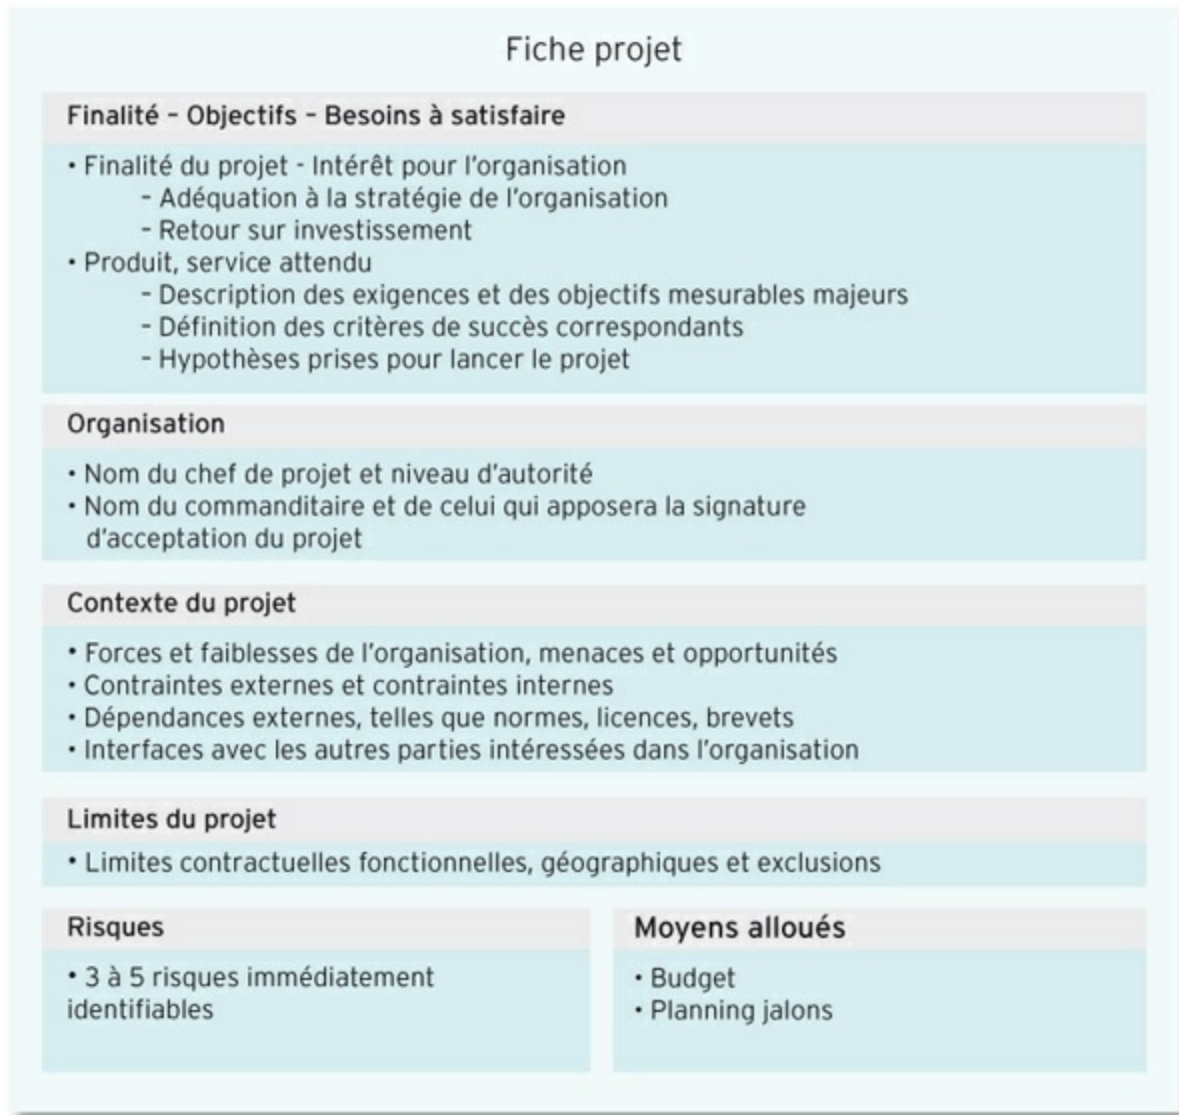 Fiche projet
Finalité – Objectifs – Besoins à satisfaire
• Finalité du projet - Intérêt pour l'organisation
– Adéquation à la stratégie de l'organisation
– Retour sur investissement
• Produit, service attendu
– Description des exigences et des objectifs mesurables majeurs
– Définition des critères de succès correspondants
– Hypothèses prises pour lancer le projet
Organisation
• Nom du chef de projet et niveau d'autorité
• Nom du commanditaire et de celui qui apposera la signature
d'acceptation du projet
Contexte du projet
• Forces et faiblesses de l'organisation, menaces et opportunités
• Contraintes externes et contraintes internes
• Dépendances externes, telles que normes, licences, brevets
• Interfaces avec les autres parties intéressées dans l'organisation
Limites du projet
• Limites contractuelles fonctionnelles, géographiques et exclusions
Risques
• 3 à 5 risques immédiatement
identifiables
Moyens alloués
• Budget
• Planning jalons